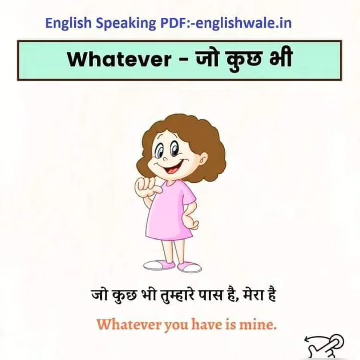 English Speaking PDF:-englishwale.in
Whatever - जो कुछ भी
जो कुछ भी तुम्हारे पास है, मेरा है
Whatever you have is mine.